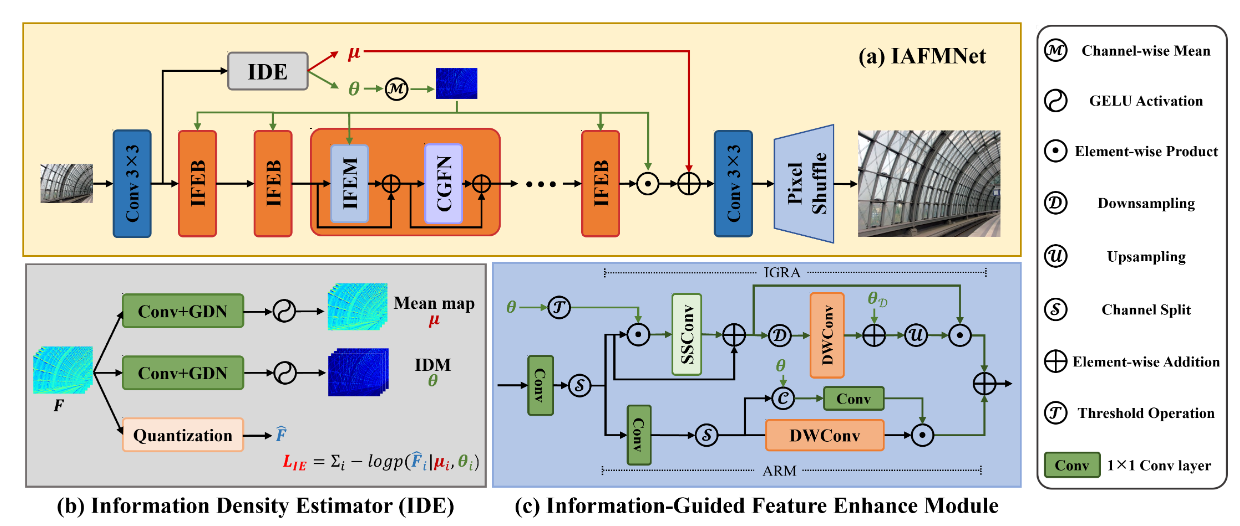 (a) IAFMNet
IDE
μ
θ
ℳ
Conv 3×3
IFEB
IFEB
IFEM
CGFN
...
IFEB
Conv 3×3
Pixel
Shuffle
F
Conv+GDN
Mean map
μ
Conv+GDN
IDM
θ
Quantization
F̂
L_IE = Σ_i − logp(F̂_i|μ_i, θ_i)
(b) Information Density Estimator (IDE)
IGRA
θ
𝒯
SSConv
𝒟
DWConv
θ_𝒟
𝒰
Conv
𝒮
θ
𝒞
Conv
Conv
𝒮
DWConv
ARM
(c) Information-Guided Feature Enhance Module
ℳ Channel-wise Mean
GELU Activation
Element-wise Product
𝒟 Downsampling
𝒰 Upsampling
𝒮 Channel Split
Element-wise Addition
𝒯 Threshold Operation
Conv 1×1 Conv layer